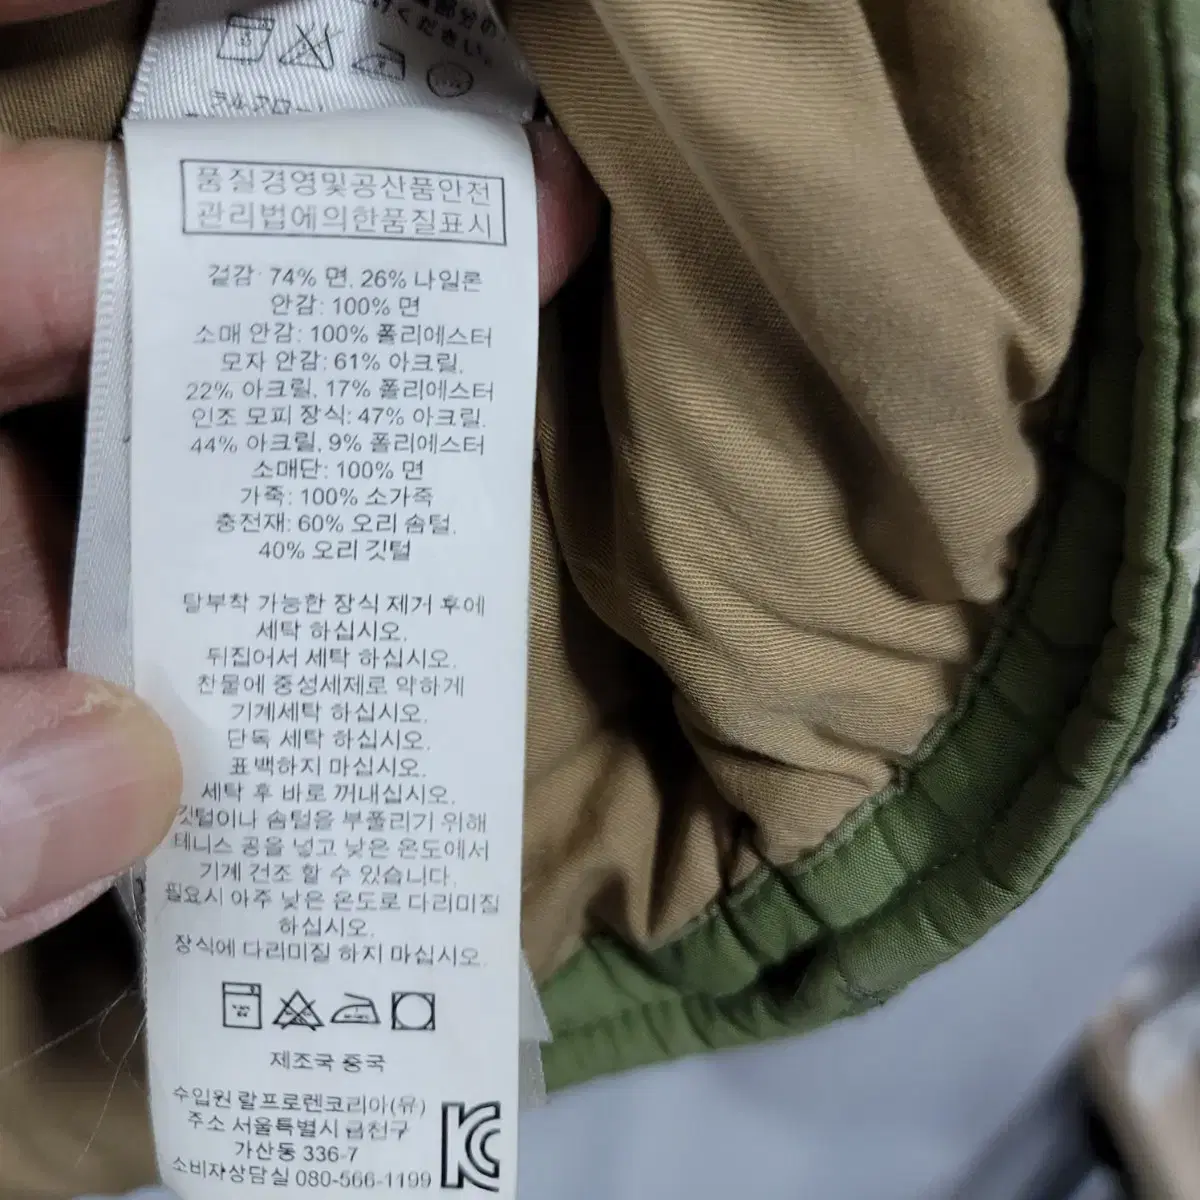 部分の
けください。
품질경영및공산품안전
관리법에의한품질표시
겉감: 74% 면, 26% 나일론
안감: 100% 면
소매 안감: 100% 폴리에스터
모자 안감: 61% 아크릴,
22% 아크릴, 17% 폴리에스터
인조 모피 장식: 47% 아크릴,
44% 아크릴, 9% 폴리에스터
소매단: 100% 면
가죽: 100% 소가죽
충전재: 60% 오리 솜털,
40% 오리 깃털
탈부착 가능한 장식 제거 후에
세탁 하십시오.
뒤집어서 세탁 하십시오.
찬물에 중성세제로 약하게
기계세탁 하십시오.
단독 세탁 하십시오.
표백하지 마십시오.
세탁 후 바로 꺼내십시오.
깃털이나 솜털을 부풀리기 위해
테니스 공을 넣고 낮은 온도에서
기계 건조 할 수 있습니다.
필요시 아주 낮은 온도로 다리미질
하십시오.
장식에 다리미질 하지 마십시오.
제조국 중국
수입원 랄프로렌코리아(유)
주소 서울특별시 금천구
가산동 336-7
소비자상담실 080-566-1199